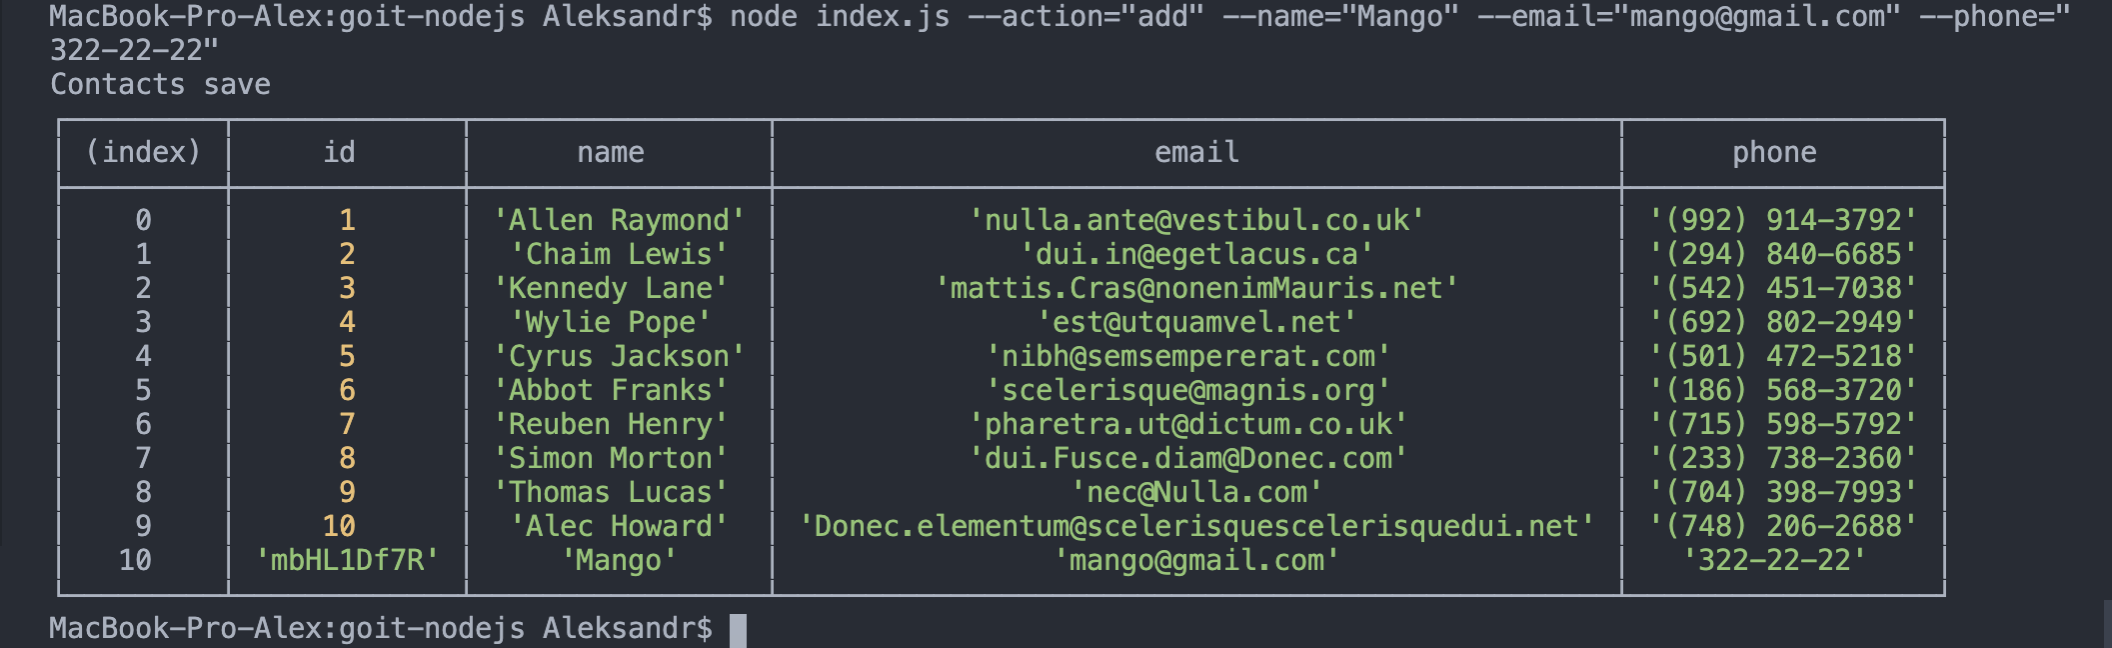 MacBook-Pro-Alex:goit-nodejs Aleksandr$ node index.js --action="add" --name="Mango" --email="mango@gmail.com" --phone="
322-22-22"
Contacts save
(index) id name email phone
0 1 'Allen Raymond' 'nulla.ante@vestibul.co.uk' '(992) 914-3792'
1 2 'Chaim Lewis' 'dui.in@egetlacus.ca' '(294) 840-6685'
2 3 'Kennedy Lane' 'mattis.Cras@nonenimMauris.net' '(542) 451-7038'
3 4 'Wylie Pope' 'est@utquamvel.net' '(692) 802-2949'
4 5 'Cyrus Jackson' 'nibh@semsempererat.com' '(501) 472-5218'
5 6 'Abbot Franks' 'scelerisque@magnis.org' '(186) 568-3720'
6 7 'Reuben Henry' 'pharetra.ut@dictum.co.uk' '(715) 598-5792'
7 8 'Simon Morton' 'dui.Fusce.diam@Donec.com' '(233) 738-2360'
8 9 'Thomas Lucas' 'nec@Nulla.com' '(704) 398-7993'
9 10 'Alec Howard' 'Donec.elementum@scelerisquescelerisquedui.net' '(748) 206-2688'
10 'mbHL1Df7R' 'Mango' 'mango@gmail.com' '322-22-22'
MacBook-Pro-Alex:goit-nodejs Aleksandr$